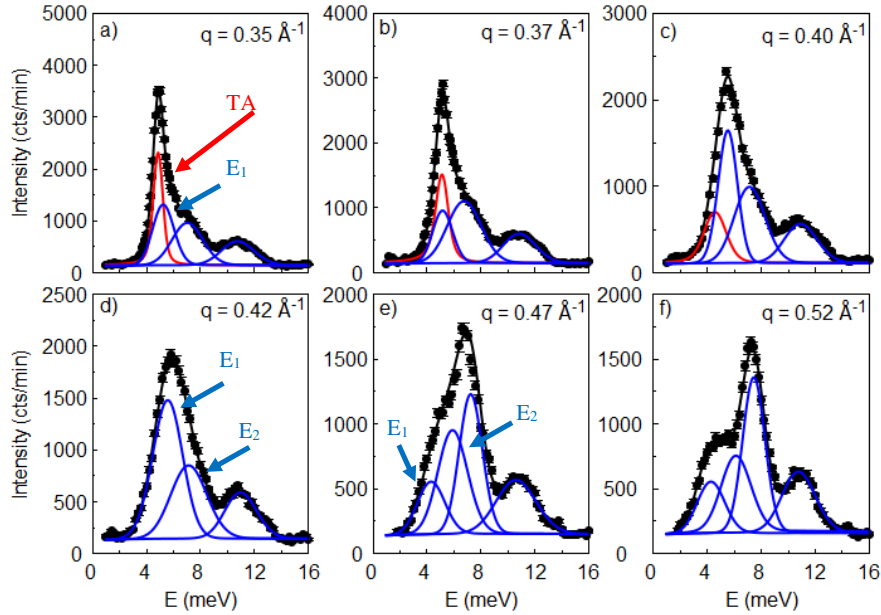 a) q = 0.35 Å⁻¹
b) q = 0.37 Å⁻¹
c) q = 0.40 Å⁻¹
5000
4000
3000
2000
1000
0
Intensity (cts/min)
TA
E₁
4000
3000
2000
1000
0
3000
2000
1000
0
d) q = 0.42 Å⁻¹
e) q = 0.47 Å⁻¹
f) q = 0.52 Å⁻¹
2500
2000
1500
1000
500
0
Intensity (cts/min)
E₁
E₂
2000
1500
1000
500
0
E₁
E₂
2000
1500
1000
500
0
0 4 8 12 16
0 4 8 12 16
0 4 8 12 16
E (meV)
E (meV)
E (meV)